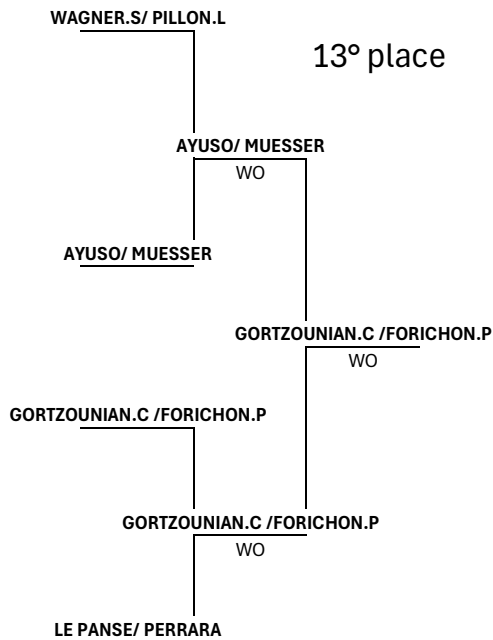 WAGNER.S/ PILLON.L
13° place
AYUSO/ MUESSER
WO
AYUSO/ MUESSER
GORTZOUNIAN.C /FORICHON.P
WO
GORTZOUNIAN.C /FORICHON.P
GORTZOUNIAN.C /FORICHON.P
WO
LE PANSE/ PERRARA